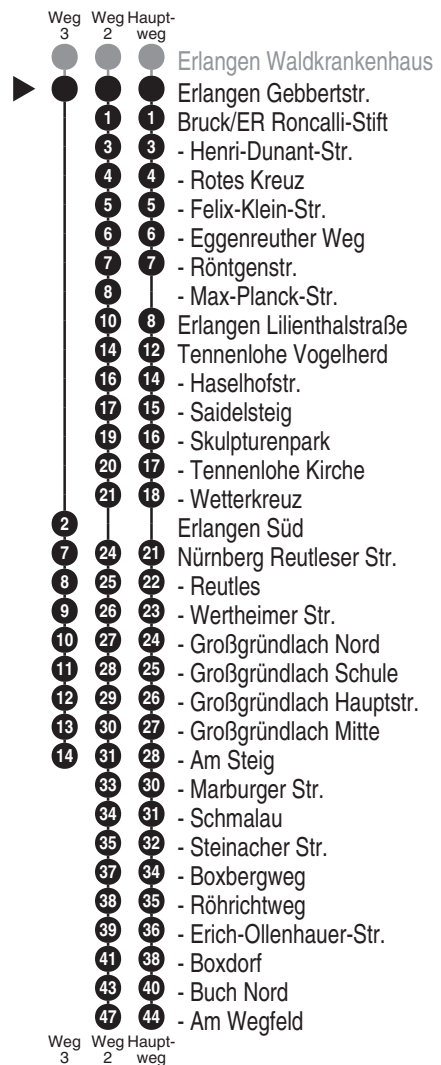 Weg Weg Haupt-
3 2 weg
Erlangen Waldkrankenhaus
Erlangen Gebbertstr.
1 1 Bruck/ER Roncalli-Stift
3 3 - Henri-Dunant-Str.
4 4 - Rotes Kreuz
5 5 - Felix-Klein-Str.
6 6 - Eggenreuther Weg
7 7 - Röntgenstr.
8 - Max-Planck-Str.
10 8 Erlangen Lilienthalstraße
14 12 Tennenlohe Vogelherd
16 14 - Haselhofstr.
17 15 - Saidelsteig
19 16 - Skulpturenpark
20 17 - Tennenlohe Kirche
21 18 - Wetterkreuz
2 Erlangen Süd
7 24 21 Nürnberg Reutleser Str.
8 25 22 - Reutles
9 26 23 - Wertheimer Str.
10 27 24 - Großgründlach Nord
11 28 25 - Großgründlach Schule
12 29 26 - Großgründlach Hauptstr.
13 30 27 - Großgründlach Mitte
14 31 28 - Am Steig
33 30 - Marburger Str.
34 31 - Schmalau
35 32 - Steinacher Str.
37 34 - Boxbergweg
38 35 - Röhrichtweg
39 36 - Erich-Ollenhauer-Str.
41 38 - Boxdorf
43 40 - Buch Nord
47 44 - Am Wegfeld
Weg Weg Haupt-
3 2 weg